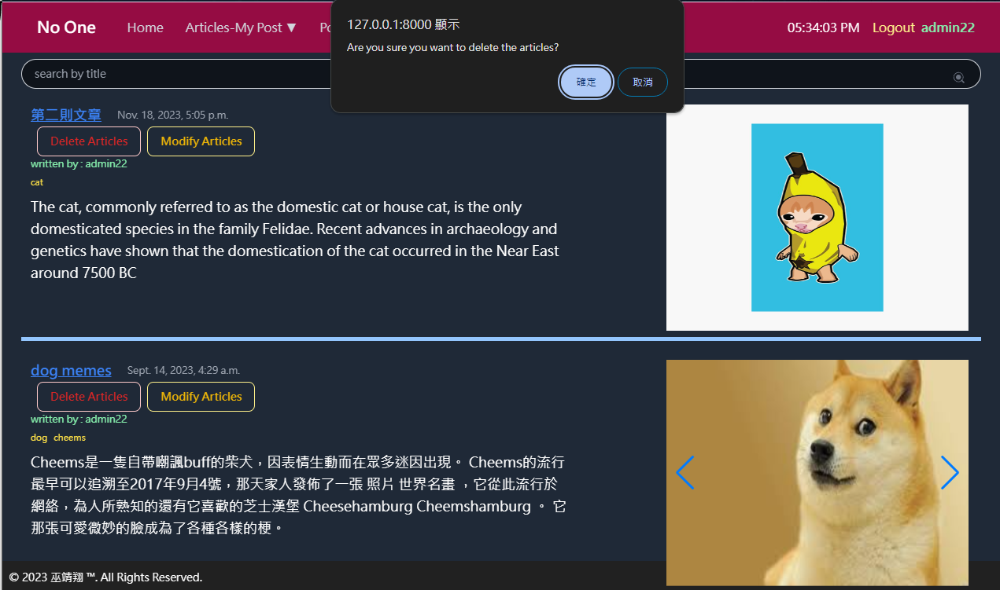 No One Home Articles-My Post ▼ 05:34:03 PM Logout admin22
127.0.0.1:8000 顯示
Are you sure you want to delete the articles?
確定 取消
search by title
第二則文章 Nov. 18, 2023, 5:05 p.m.
Delete Articles Modify Articles
written by : admin22
cat
The cat, commonly referred to as the domestic cat or house cat, is the only
domesticated species in the family Felidae. Recent advances in archaeology and
genetics have shown that the domestication of the cat occurred in the Near East
around 7500 BC
dog memes Sept. 14, 2023, 4:29 a.m.
Delete Articles Modify Articles
written by : admin22
dog cheems
Cheems是一隻自帶嘲諷buff的柴犬，因表情生動而在眾多迷因出現。 Cheems的流行
最早可以追溯至2017年9月4號，那天家人發佈了一張 照片 世界名畫 ，它從此流行於
網絡，為人所熟知的還有它喜歡的芝士漢堡 Cheesehamburg Cheemshamburg 。 它
那張可愛微妙的臉成為了各種各樣的梗。
© 2023 巫靖翔 ™. All Rights Reserved.